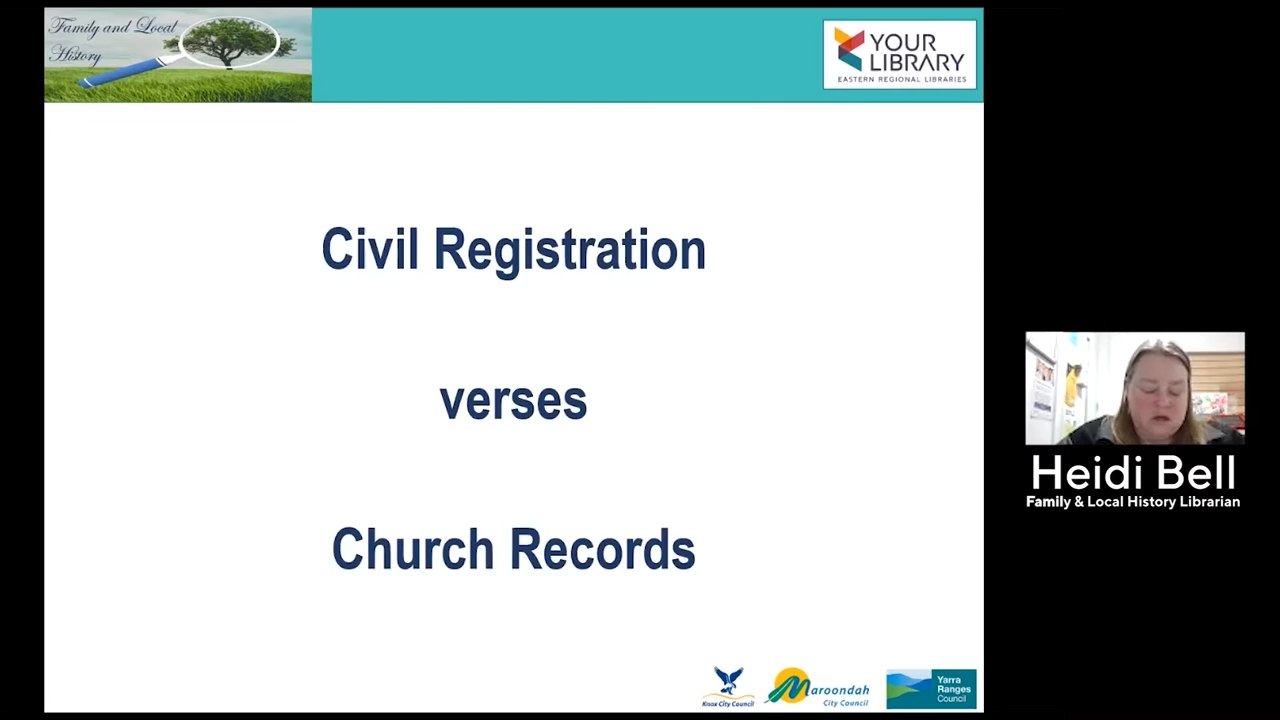 Family and Local
History
YOUR
LIBRARY
EASTERN REGIONAL LIBRARIES
Civil Registration
verses
Church Records
Heidi Bell
Family & Local History Librarian
Knox City Council
Maroondah
City Council
Yarra
Ranges
Council